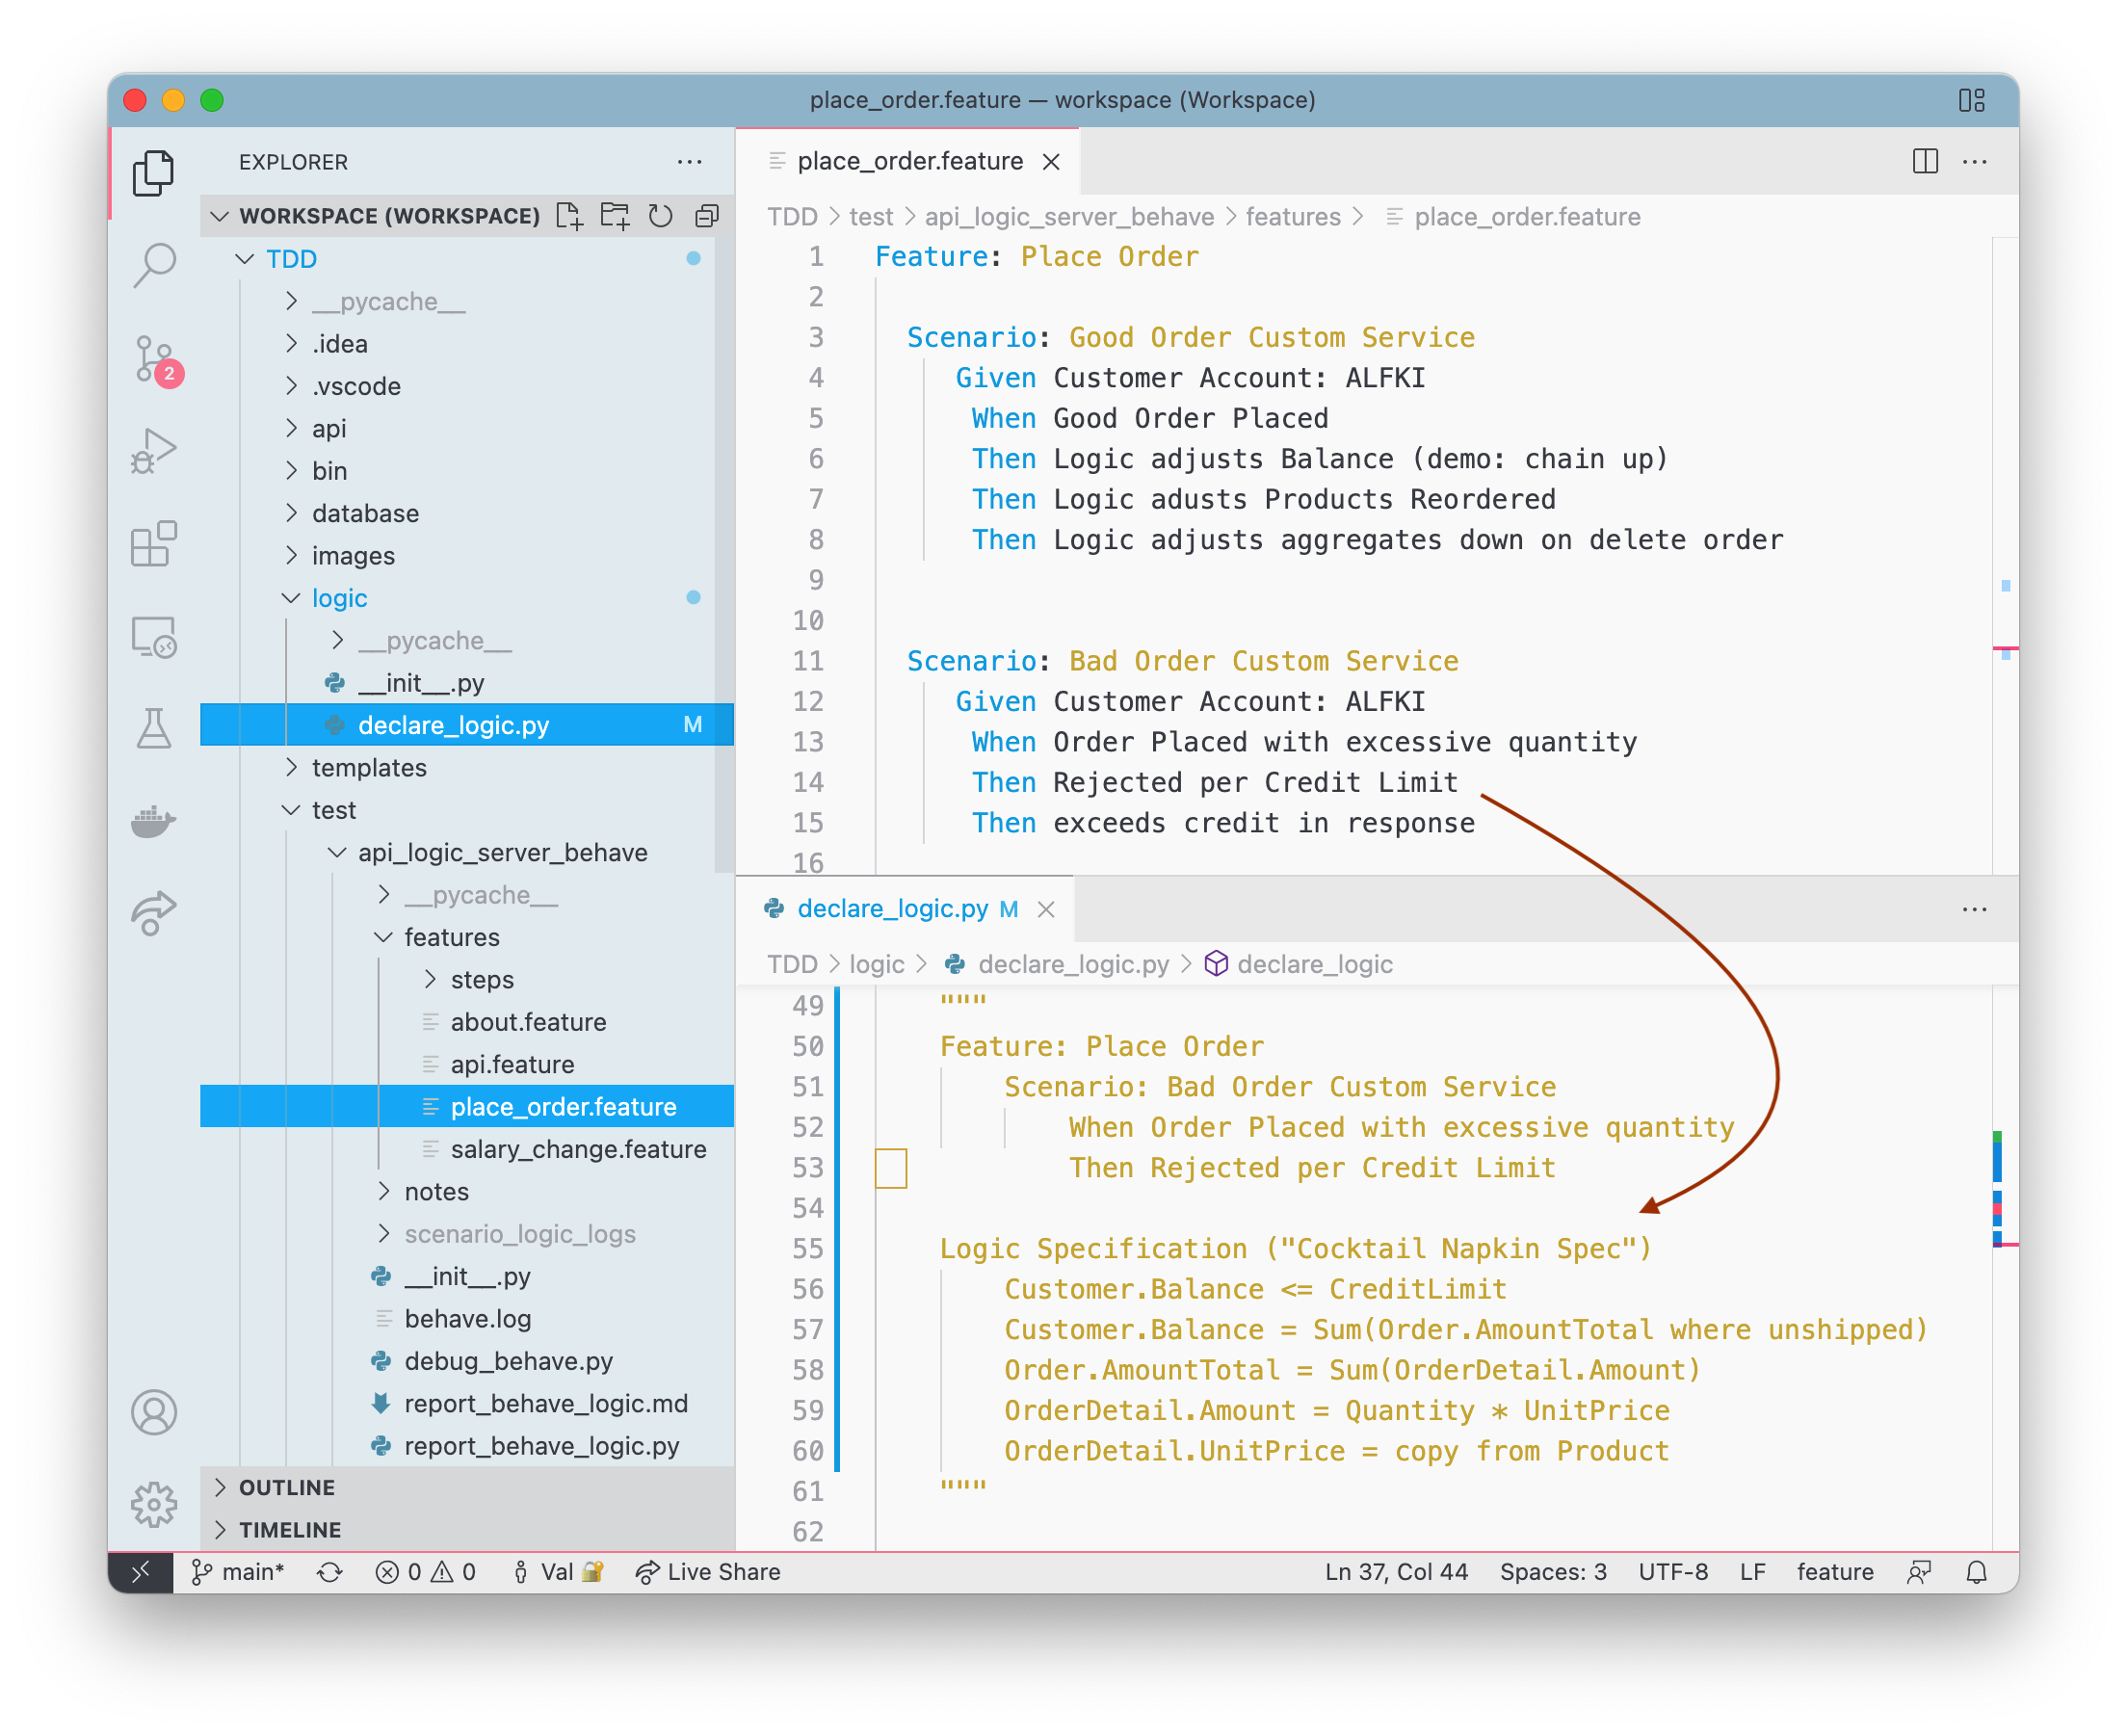 place_order.feature — workspace (Workspace)
EXPLORER
WORKSPACE (WORKSPACE)
TDD
__pycache__
.idea
.vscode
api
bin
database
images
logic
__pycache__
__init__.py
declare_logic.py M
templates
test
api_logic_server_behave
__pycache__
features
steps
about.feature
api.feature
place_order.feature
salary_change.feature
notes
scenario_logic_logs
__init__.py
behave.log
debug_behave.py
report_behave_logic.md
report_behave_logic.py
OUTLINE
TIMELINE
2
place_order.feature
TDD > test > api_logic_server_behave > features > place_order.feature
1 Feature: Place Order
2
3 Scenario: Good Order Custom Service
4 Given Customer Account: ALFKI
5 When Good Order Placed
6 Then Logic adjusts Balance (demo: chain up)
7 Then Logic adusts Products Reordered
8 Then Logic adjusts aggregates down on delete order
9
10
11 Scenario: Bad Order Custom Service
12 Given Customer Account: ALFKI
13 When Order Placed with excessive quantity
14 Then Rejected per Credit Limit
15 Then exceeds credit in response
16
declare_logic.py M
TDD > logic > declare_logic.py > declare_logic
49 """
50 Feature: Place Order
51 Scenario: Bad Order Custom Service
52 When Order Placed with excessive quantity
53 Then Rejected per Credit Limit
54
55 Logic Specification ("Cocktail Napkin Spec")
56 Customer.Balance <= CreditLimit
57 Customer.Balance = Sum(Order.AmountTotal where unshipped)
58 Order.AmountTotal = Sum(OrderDetail.Amount)
59 OrderDetail.Amount = Quantity * UnitPrice
60 OrderDetail.UnitPrice = copy from Product
61 """
62
main* 0 0 Val Live Share Ln 37, Col 44 Spaces: 3 UTF-8 LF feature